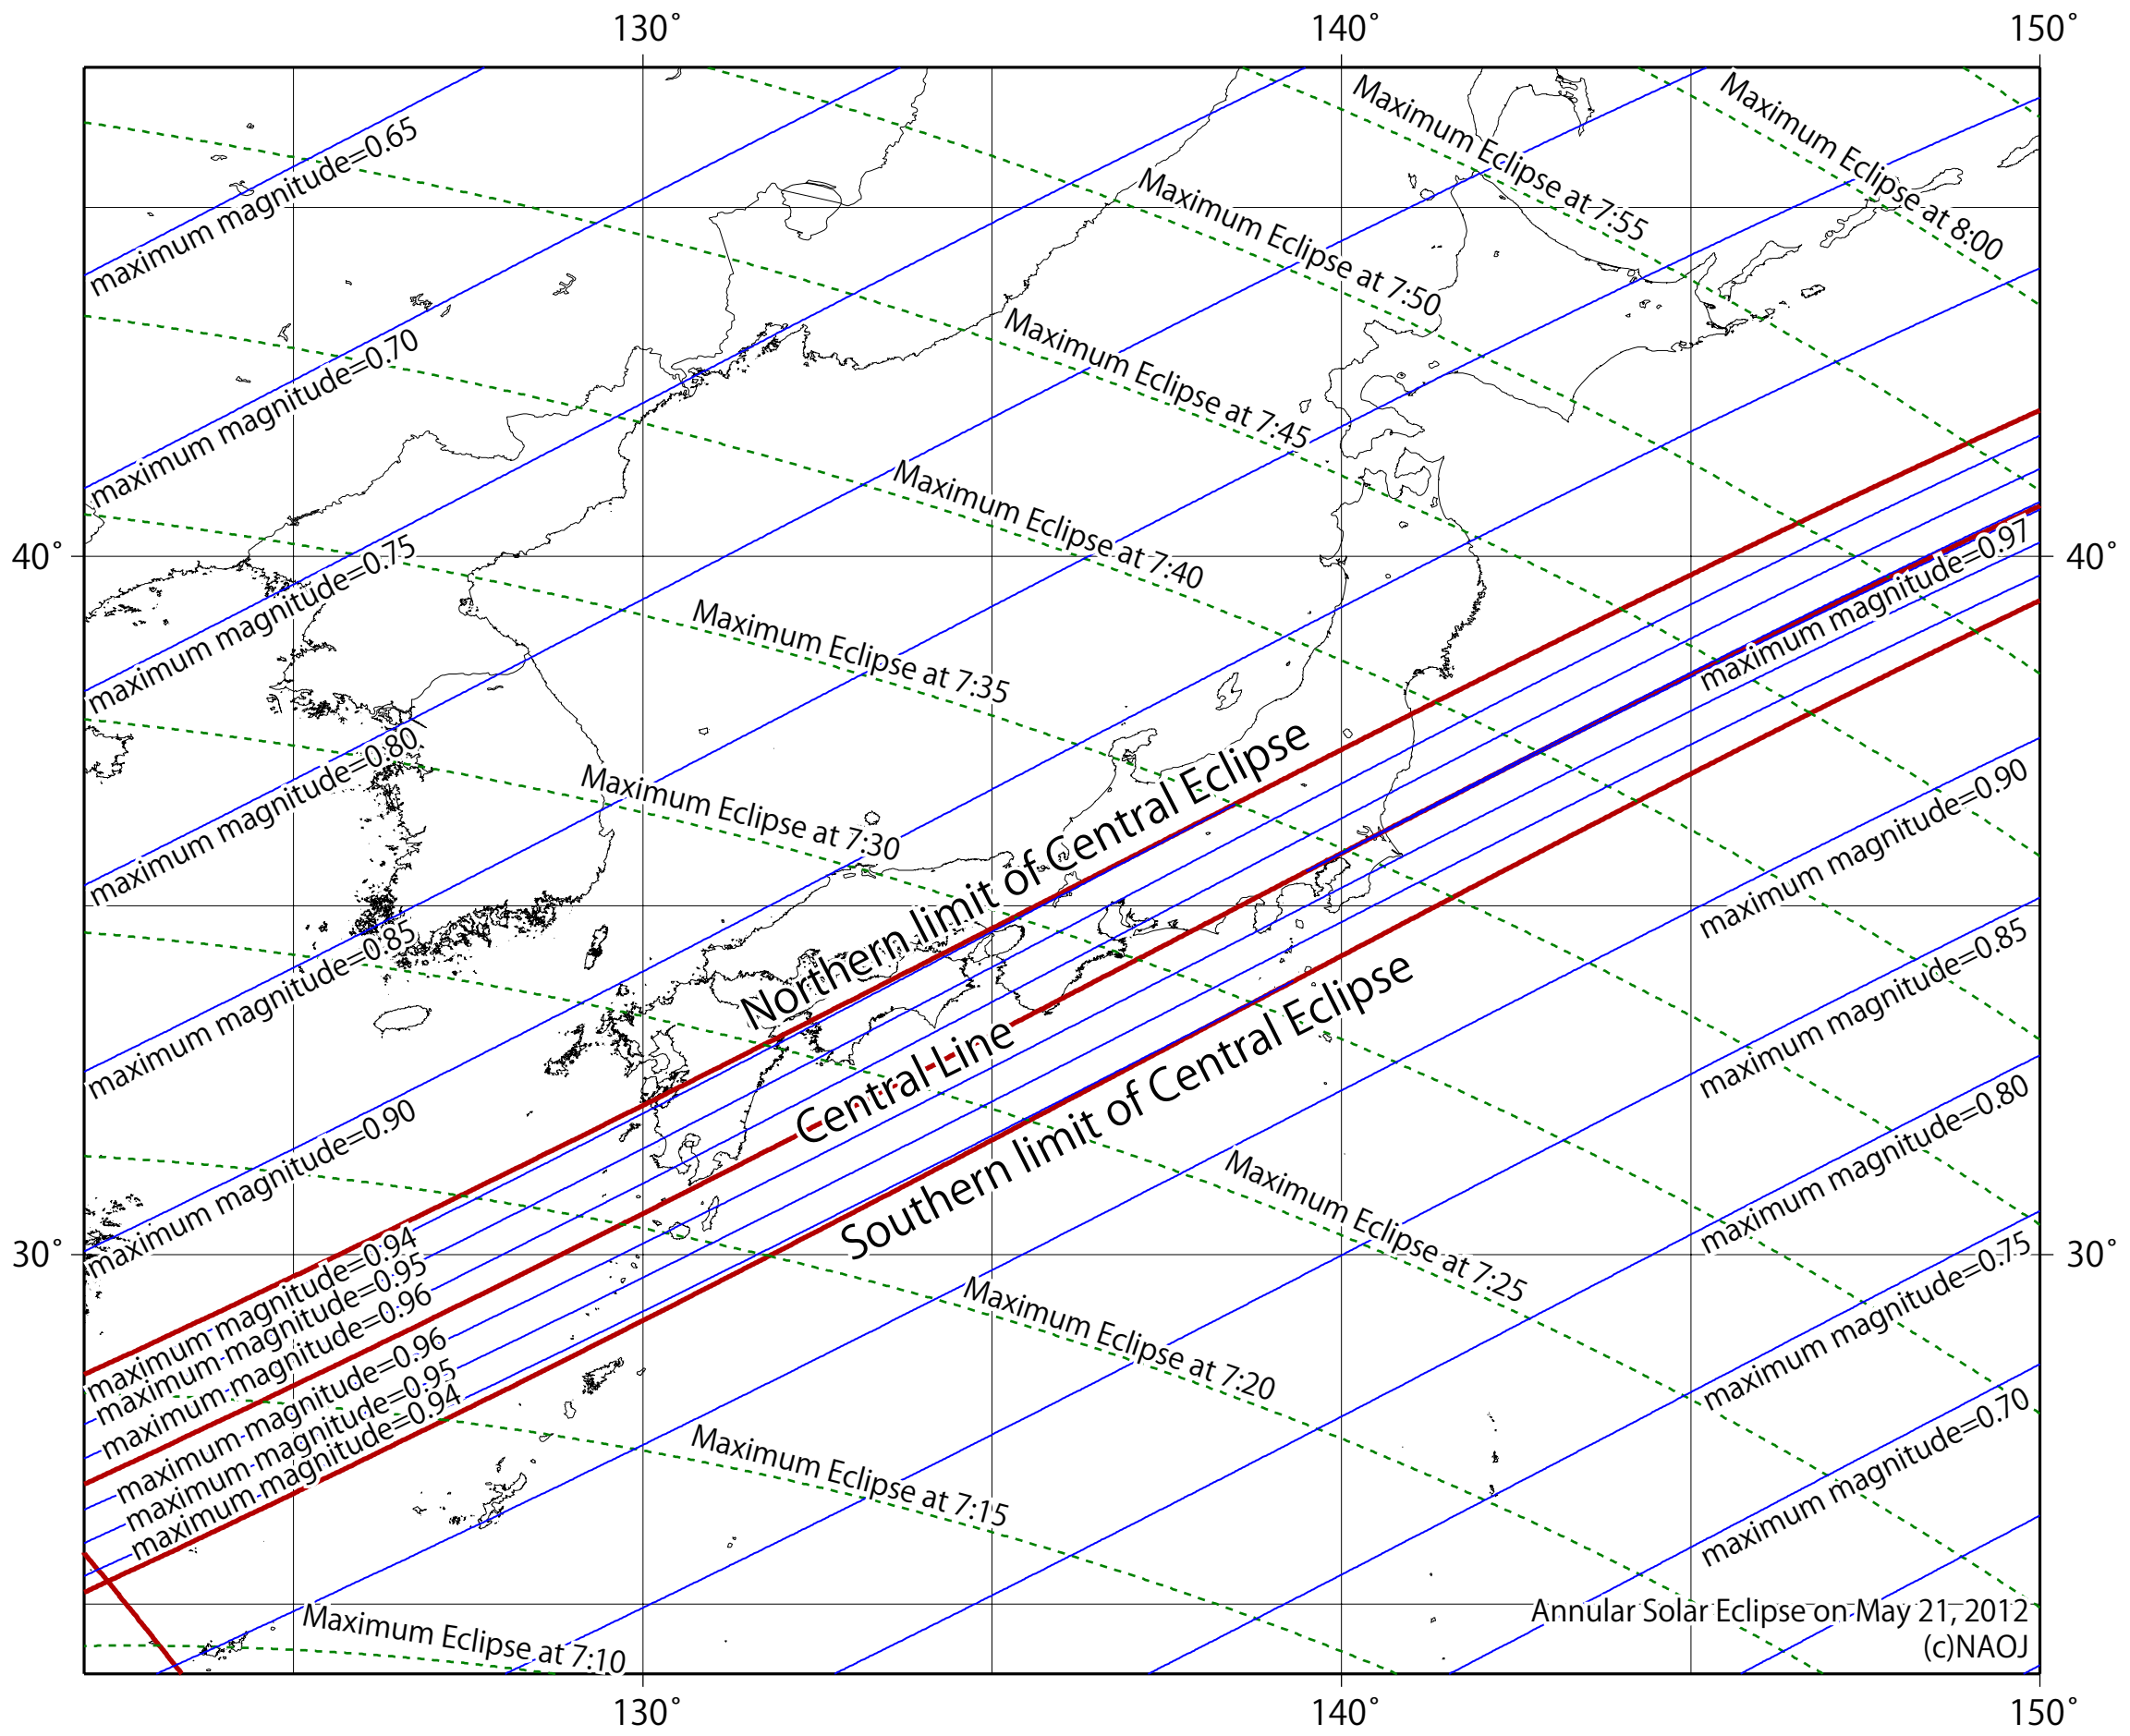 130°
140°
150°
Maximum Eclipse at 7:55
Maximum Eclipse at 8:00
maximum magnitude=0.65
Maximum Eclipse at 7:50
Maximum Eclipse at 7:45
maximum magnitude=0.70
Maximum Eclipse at 7:40
40°
40°
maximum magnitude=0.97
maximum magnitude=0.75
Maximum Eclipse at 7:35
maximum magnitude=0.80
Maximum Eclipse at 7:30
Northern limit of Central Eclipse
maximum magnitude=0.90
maximum magnitude=0.85
maximum magnitude=0.85
Central Line
Southern limit of Central Eclipse
maximum magnitude=0.90
maximum magnitude=0.80
Maximum Eclipse at 7:25
30°
30°
maximum magnitude=0.94
maximum magnitude=0.95
maximum magnitude=0.96
maximum magnitude=0.96
maximum magnitude=0.95
maximum magnitude=0.94
Maximum Eclipse at 7:20
maximum magnitude=0.75
Maximum Eclipse at 7:15
maximum magnitude=0.70
Maximum Eclipse at 7:10
Annular Solar Eclipse on May 21, 2012
(c)NAOJ
130°
140°
150°